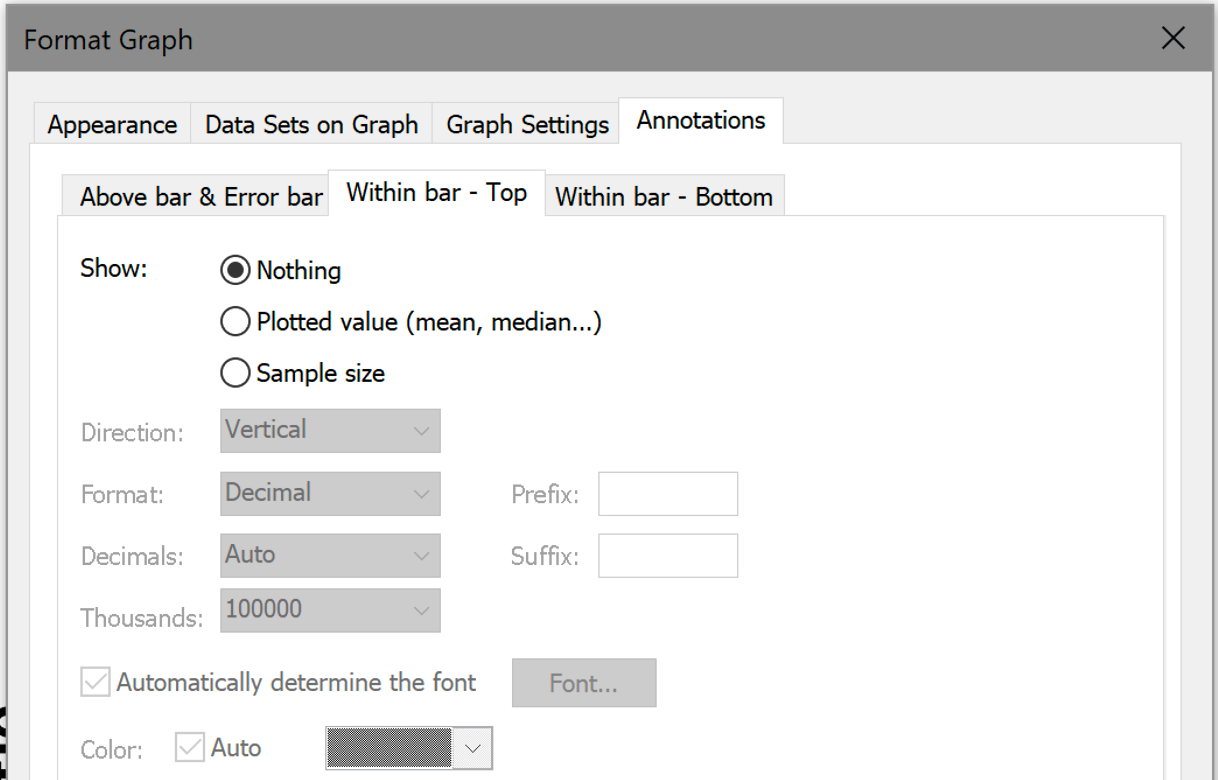 Format Graph
Appearance Data Sets on Graph Graph Settings Annotations
Above bar & Error bar Within bar - Top Within bar - Bottom
Show: Nothing
Plotted value (mean, median...)
Sample size
Direction: Vertical
Format: Decimal Prefix:
Decimals: Auto Suffix:
Thousands: 100000
Automatically determine the font Font...
Color: Auto